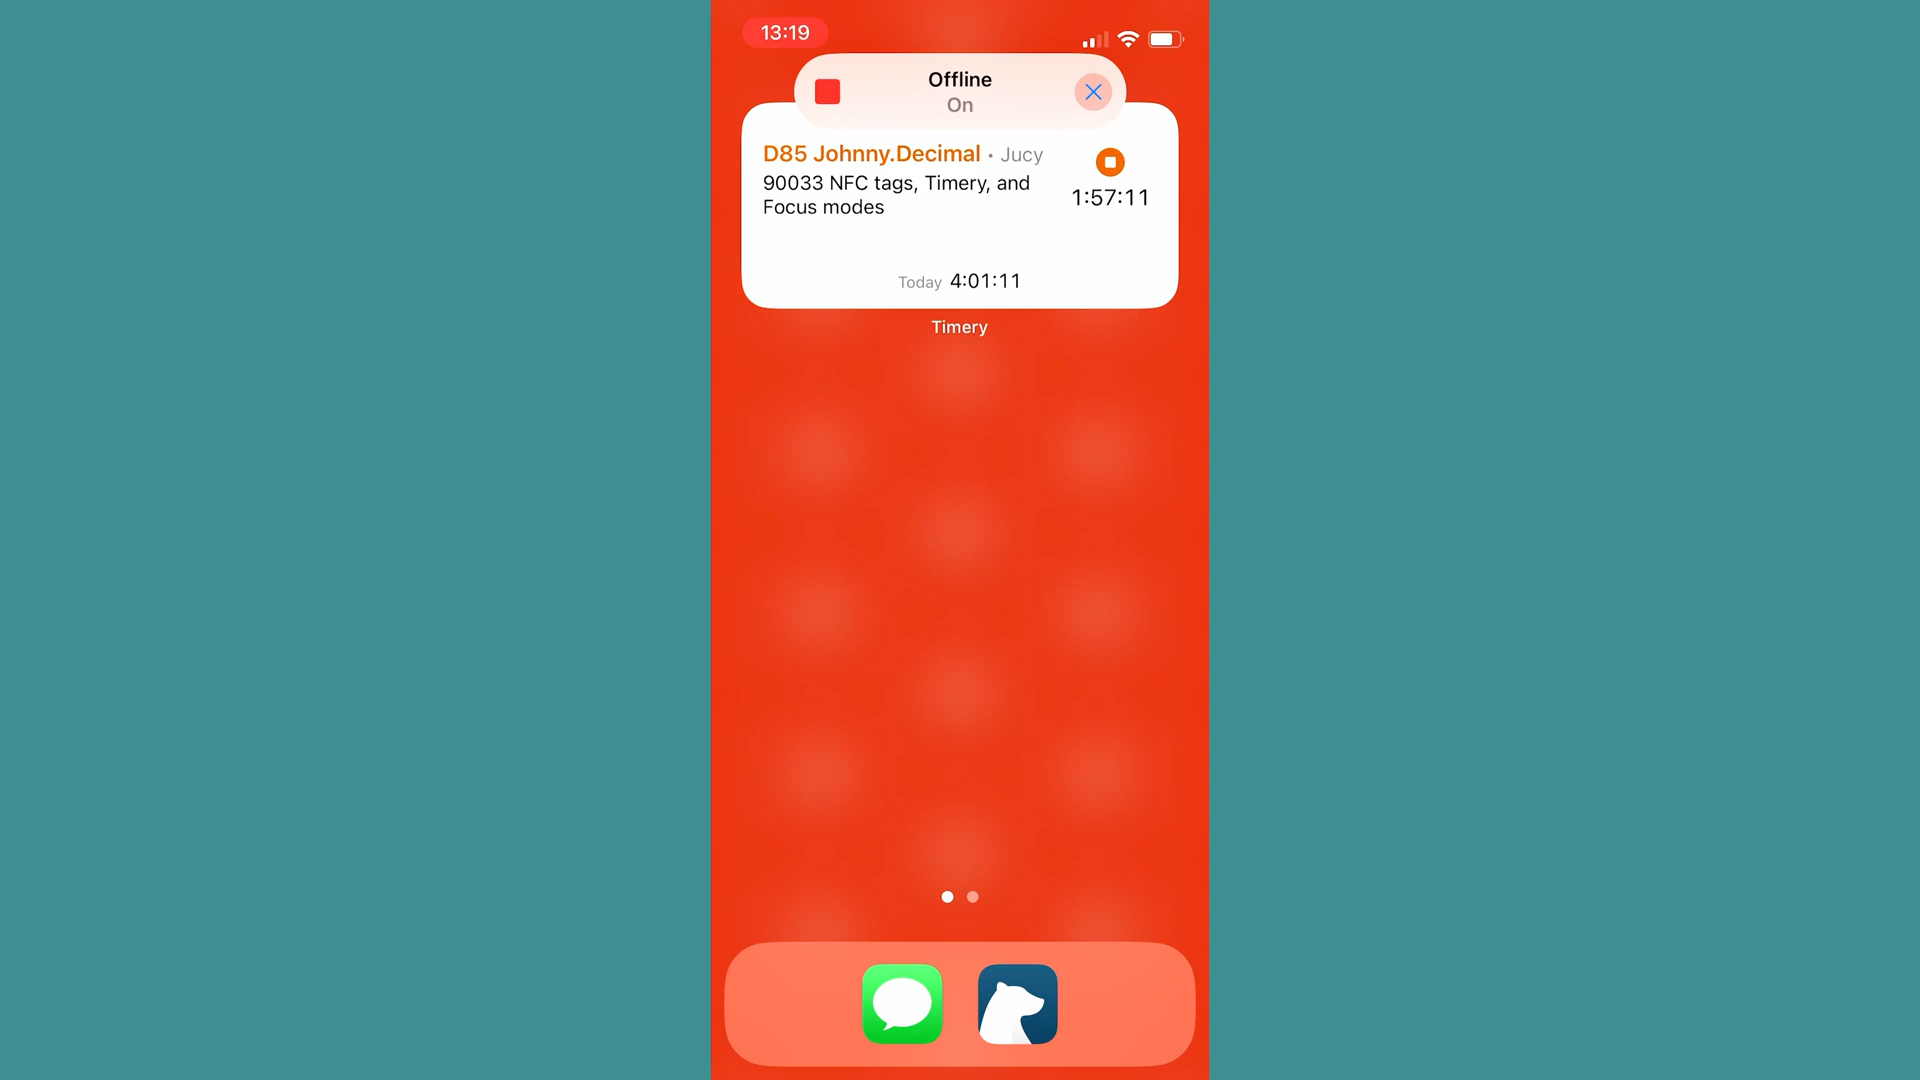 13:19
Offline
On
D85 Johnny.Decimal • Jucy
90033 NFC tags, Timery, and
Focus modes
1:57:11
Today 4:01:11
Timery